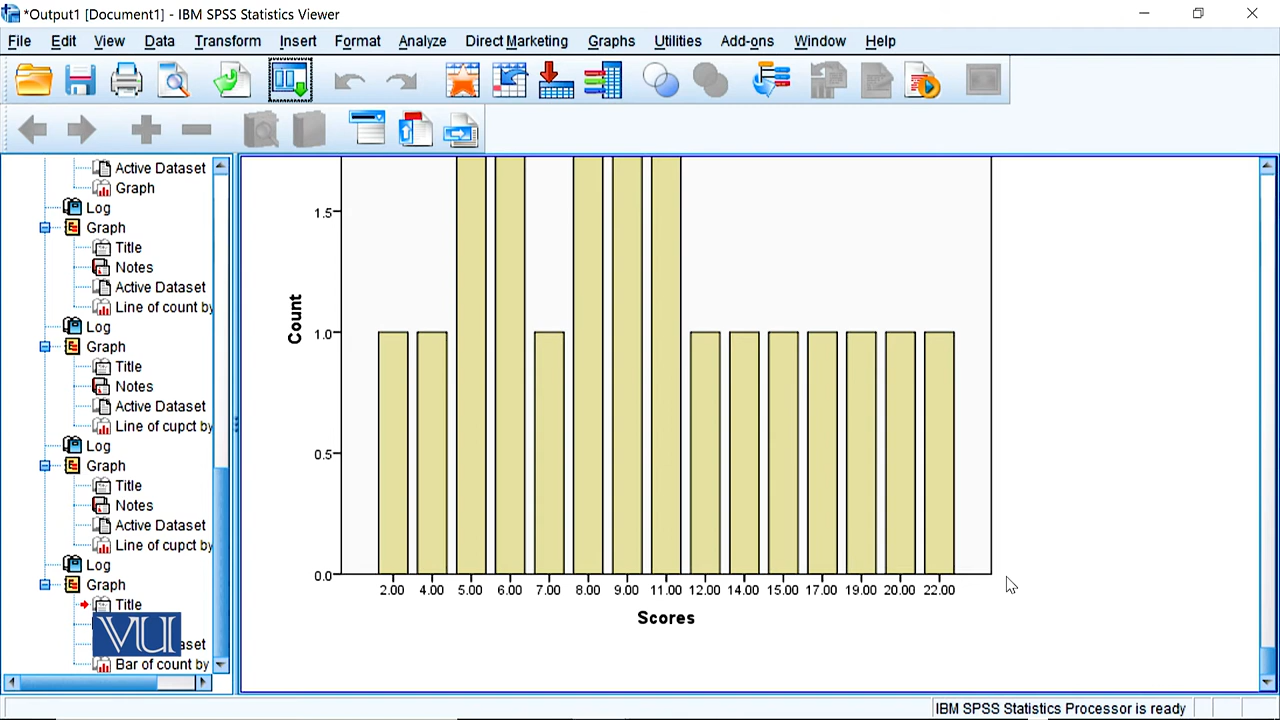 *Output1 [Document1] - IBM SPSS Statistics Viewer
File Edit View Data Transform Insert Format Analyze Direct Marketing Graphs Utilities Add-ons Window Help
Active Dataset
Graph
Log
Graph
Title
Notes
Active Dataset
Line of count by
Log
Graph
Title
Notes
Active Dataset
Line of cupct by
Log
Graph
Title
Notes
Active Dataset
Line of cupct by
Log
Graph
Title
VU
aset
Bar of count by
Count
1.5
1.0
0.5
0.0
2.00 4.00 5.00 6.00 7.00 8.00 9.00 11.00 12.00 14.00 15.00 17.00 19.00 20.00 22.00
Scores
IBM SPSS Statistics Processor is ready